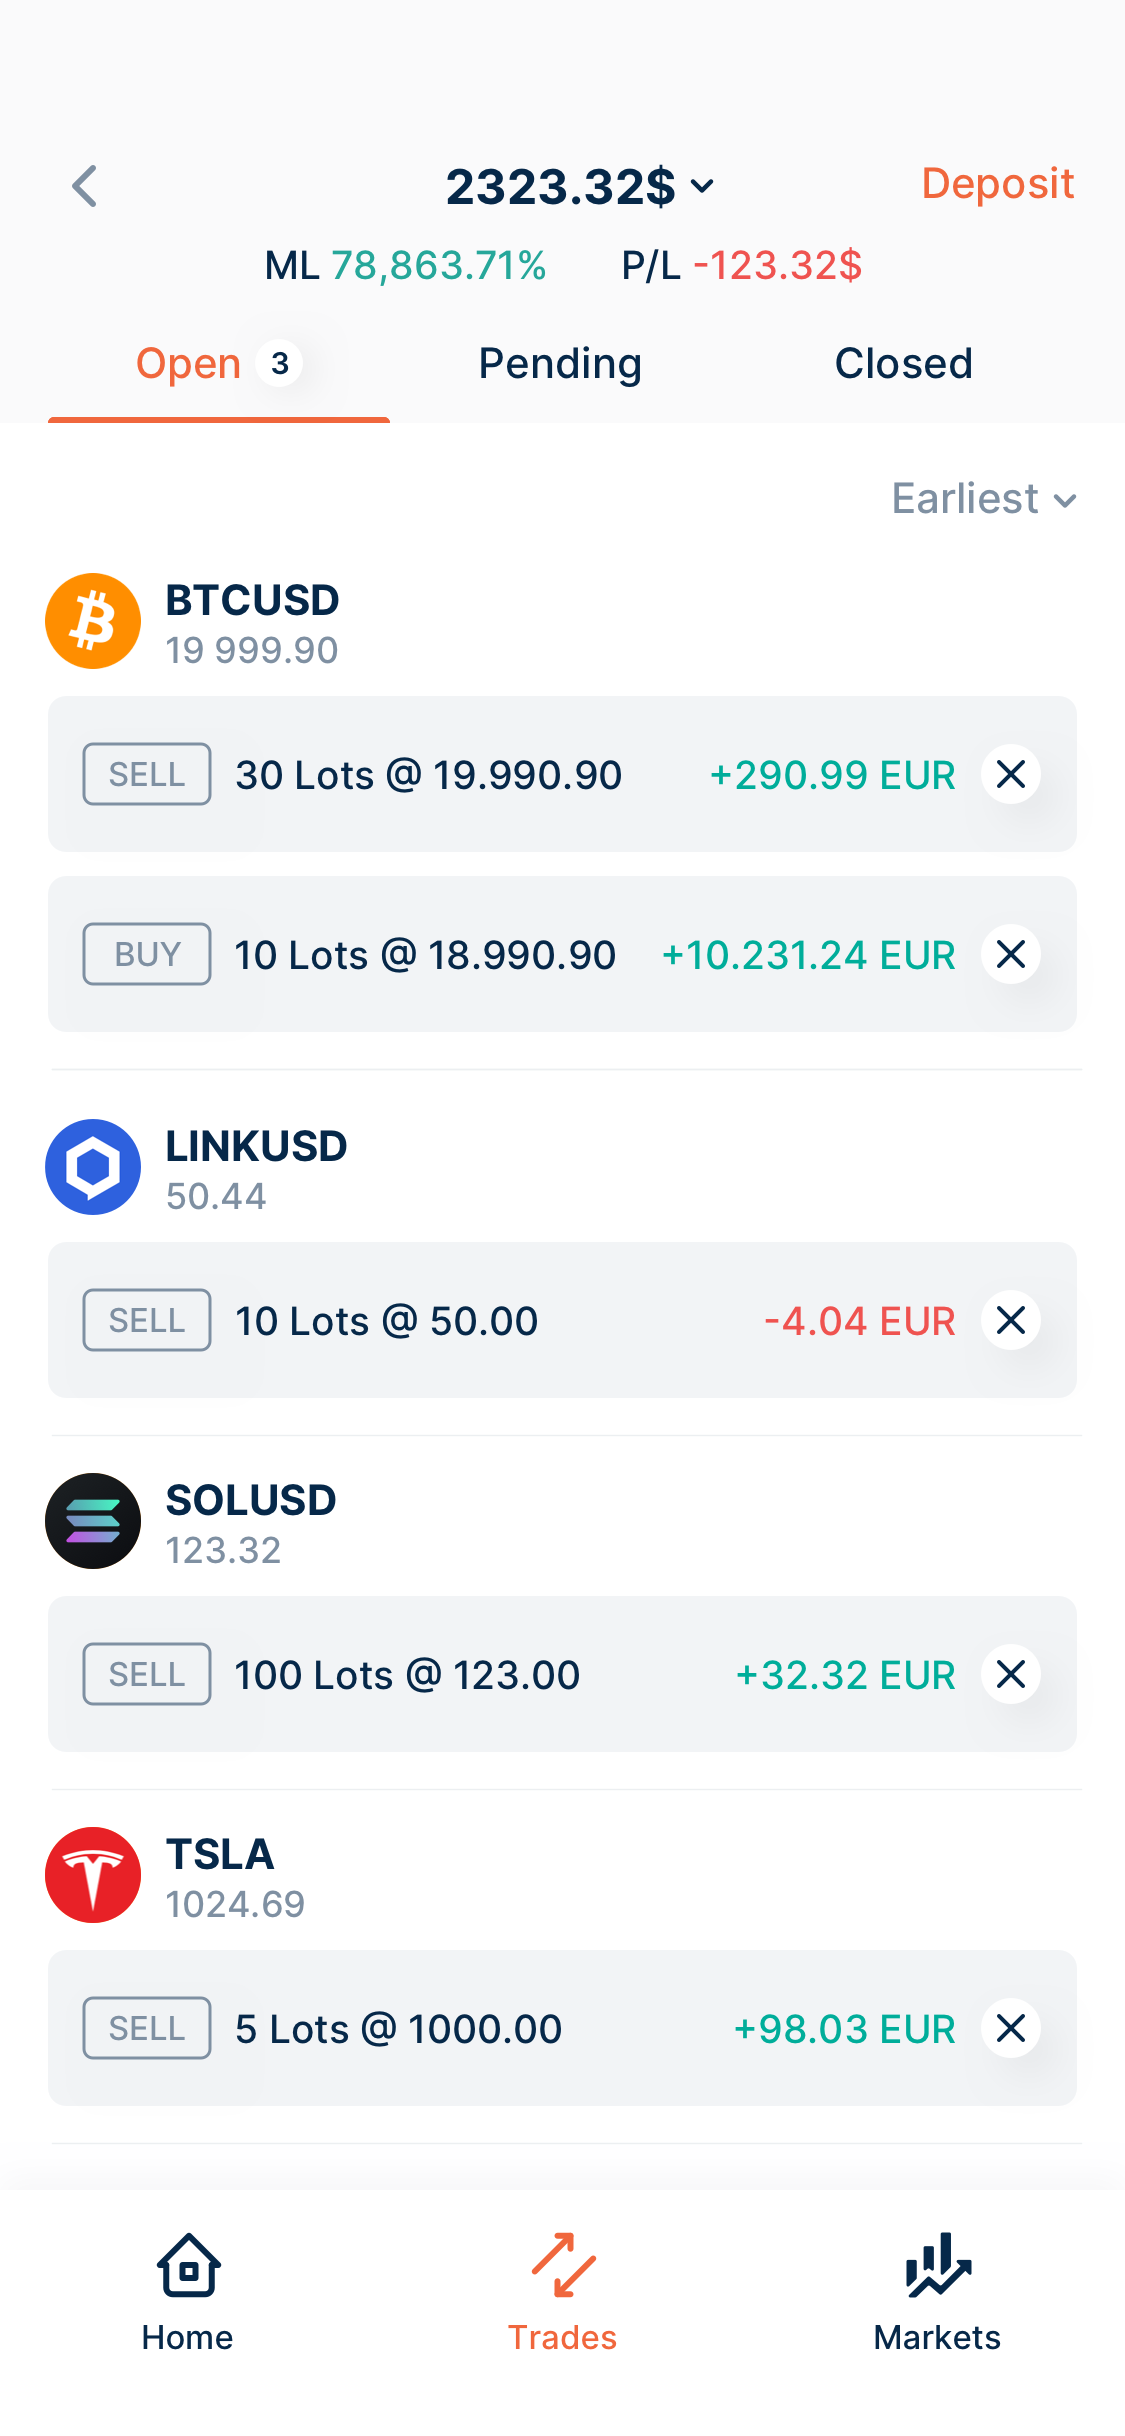 2323.32$
Deposit
ML 78,863.71% P/L -123.32$
Open 3 Pending Closed
Earliest
BTCUSD
19 999.90
SELL 30 Lots @ 19.990.90 +290.99 EUR
BUY 10 Lots @ 18.990.90 +10.231.24 EUR
LINKUSD
50.44
SELL 10 Lots @ 50.00 -4.04 EUR
SOLUSD
123.32
SELL 100 Lots @ 123.00 +32.32 EUR
TSLA
1024.69
SELL 5 Lots @ 1000.00 +98.03 EUR
Home Trades Markets